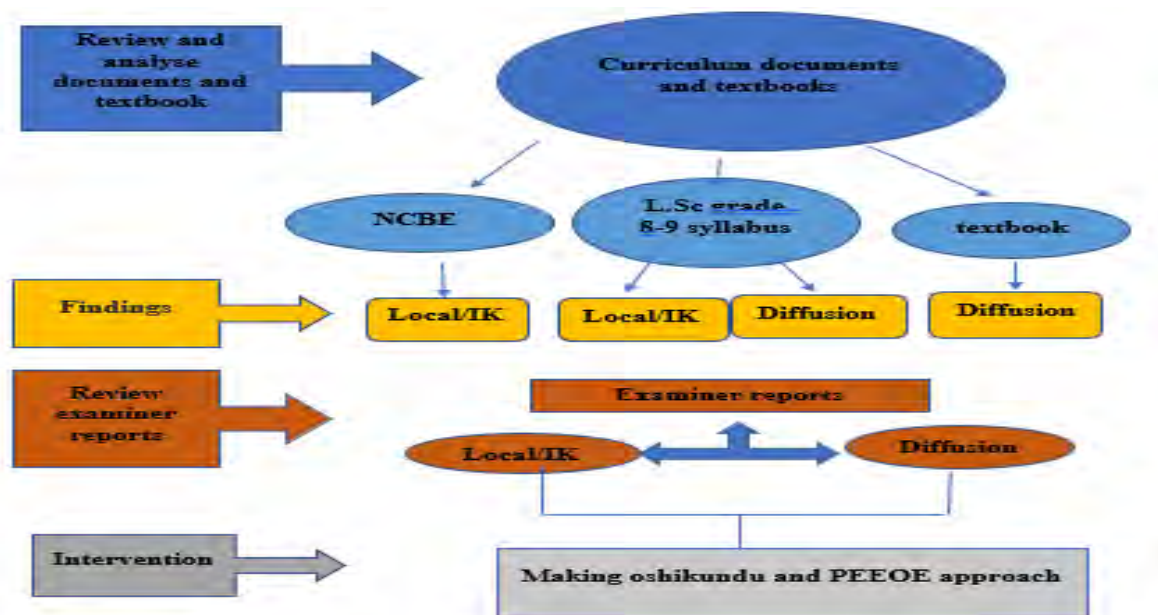 Review and
analyse
documents and
textbook
Curriculum documents
and textbooks
NCBE
L.Sc grade
8-9 syllabus
textbook
Findings
Local/IK
Local/IK
Diffusion
Diffusion
Review
examiner
reports
Examiner reports
Local/IK
Diffusion
Intervention
Making oshikundu and PEEOE approach